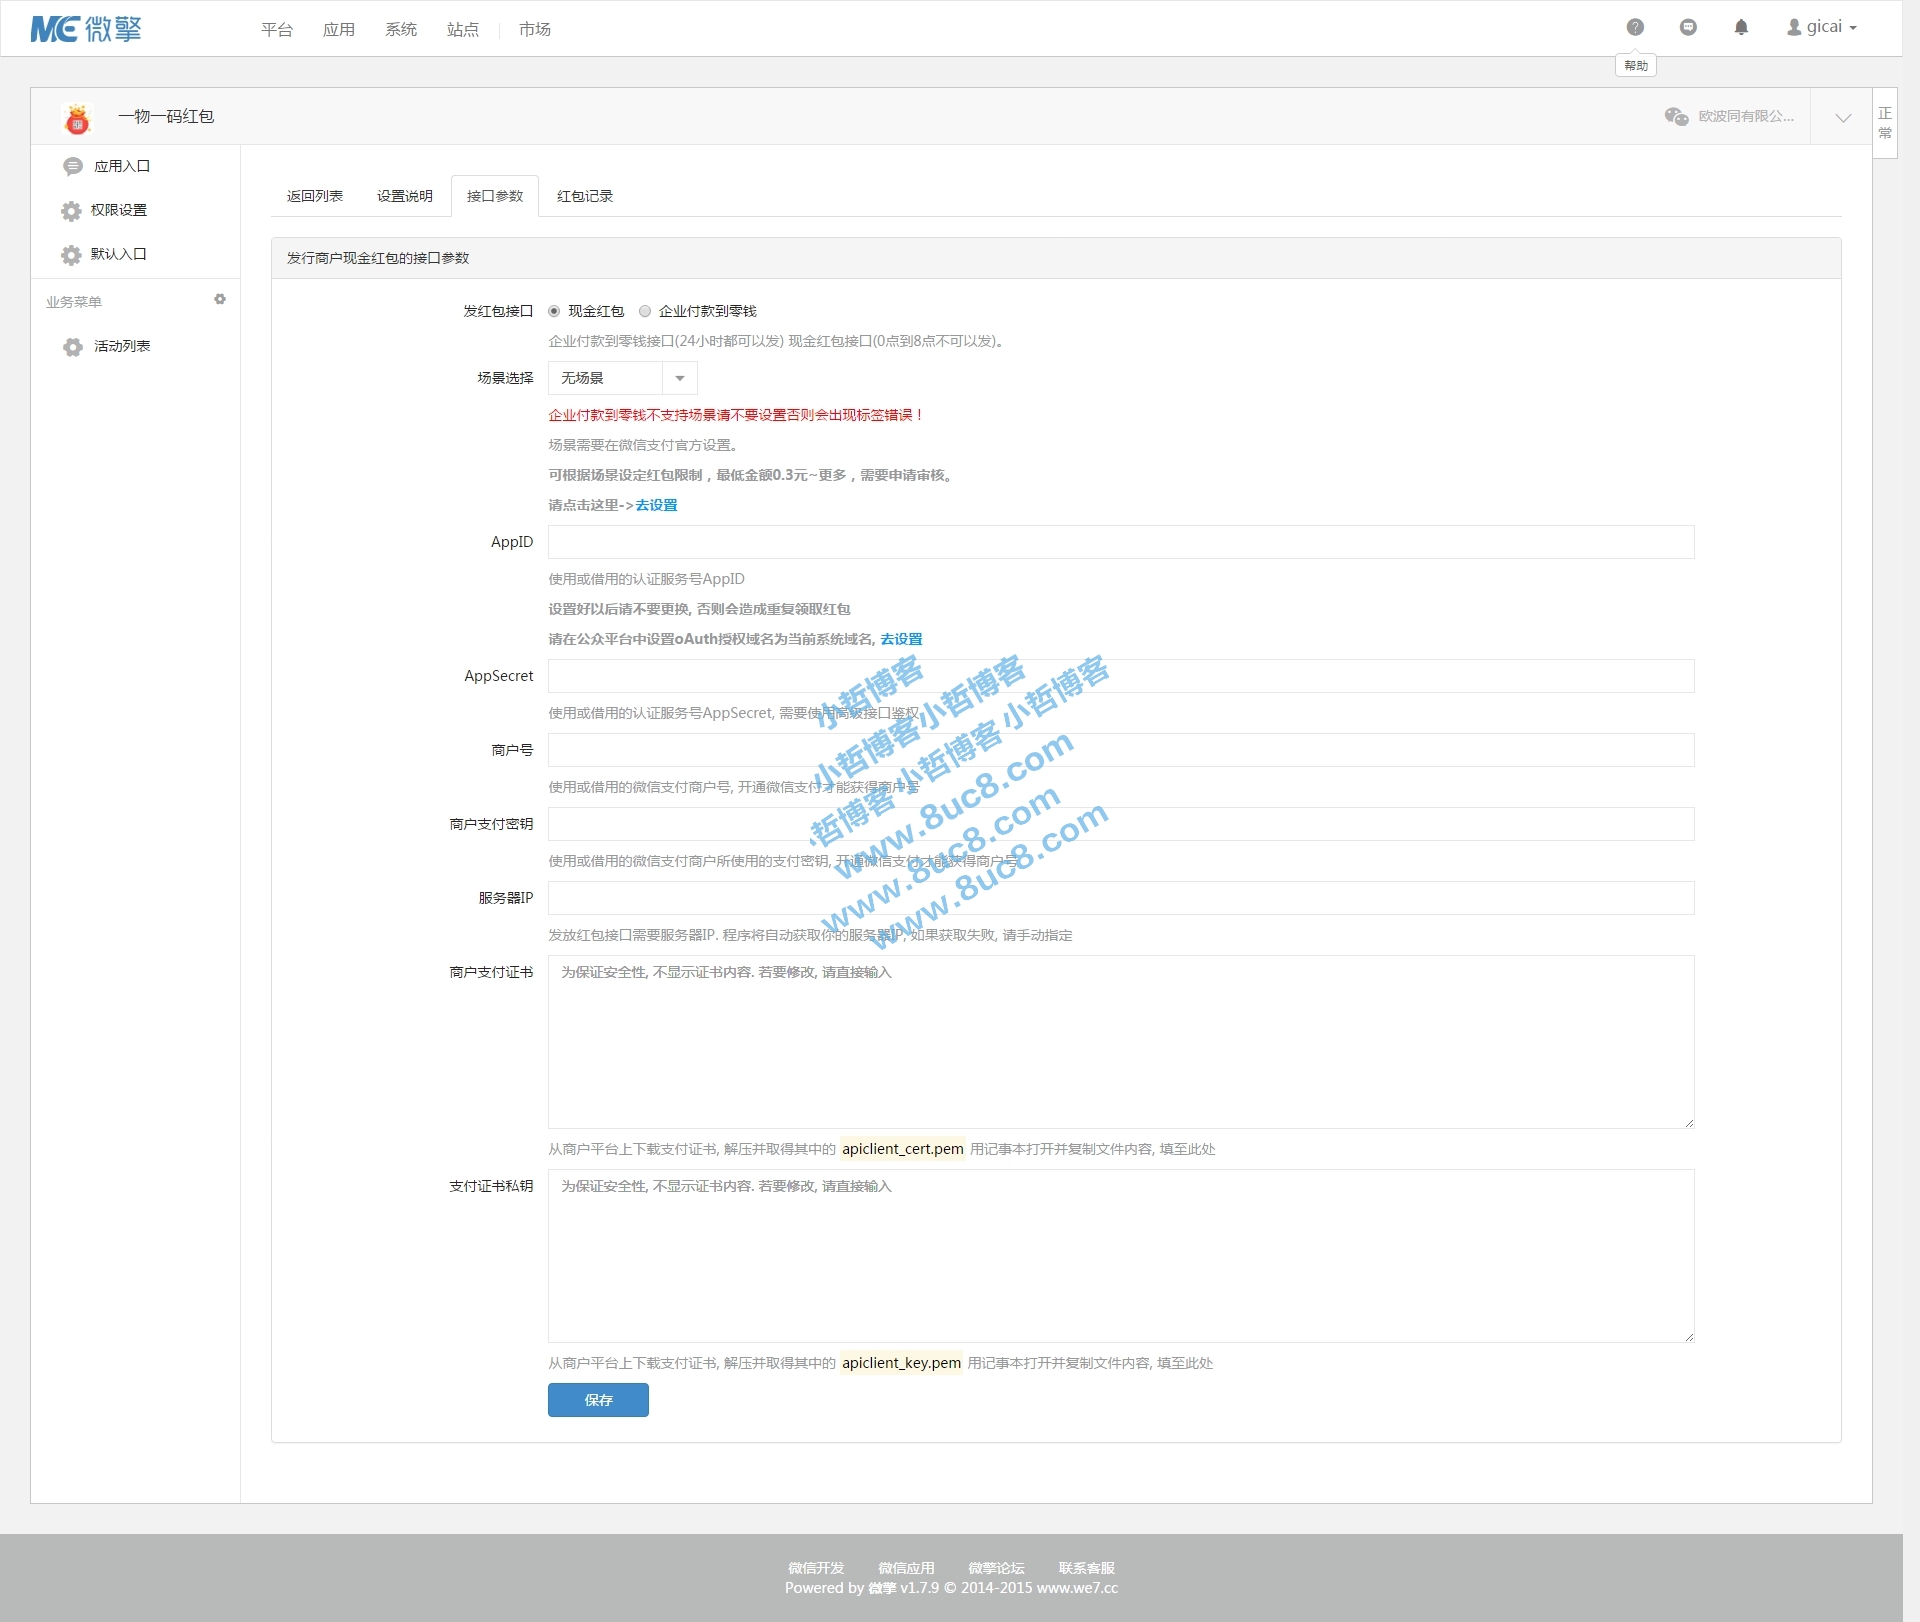 微擎
平台 应用 系统 站点 市场
gicai
帮助
一物一码红包
欧波同有限公...
正常
应用入口
权限设置
默认入口
业务菜单
活动列表
返回列表 设置说明 接口参数 红包记录
发行商户现金红包的接口参数
发红包接口 现金红包 企业付款到零钱
企业付款到零钱接口(24小时都可以发) 现金红包接口(0点到8点不可以发)。
场景选择 无场景
企业付款到零钱不支持场景请不要设置否则会出现标签错误！
场景需要在微信支付官方设置。
可根据场景设定红包限制，最低金额0.3元~更多，需要申请审核。
请点击这里->去设置
AppID
使用或借用的认证服务号AppID
设置好以后请不要更换, 否则会造成重复领取红包
请在公众平台中设置oAuth授权域名为当前系统域名, 去设置
AppSecret
使用或借用的认证服务号AppSecret, 需要使用高级接口鉴权
商户号
使用或借用的微信支付商户号, 开通微信支付才能获得商户号
商户支付密钥
使用或借用的微信支付商户所使用的支付密钥, 开通微信支付才能获得商户号
服务器IP
发放红包接口需要服务器IP. 程序将自动获取你的服务器IP, 如果获取失败, 请手动指定
商户支付证书 为保证安全性, 不显示证书内容. 若要修改, 请直接输入
从商户平台上下载支付证书, 解压并取得其中的 apiclient_cert.pem 用记事本打开并复制文件内容, 填至此处
支付证书私钥 为保证安全性, 不显示证书内容. 若要修改, 请直接输入
从商户平台上下载支付证书, 解压并取得其中的 apiclient_key.pem 用记事本打开并复制文件内容, 填至此处
保存
小哲博客
小哲博客小哲博客
哲博客小哲博客小哲博客
www.8uc8.com
www.8uc8.com
www.8uc8.com
微信开发 微信应用 微擎论坛 联系客服
Powered by 微擎 v1.7.9 © 2014-2015 www.we7.cc